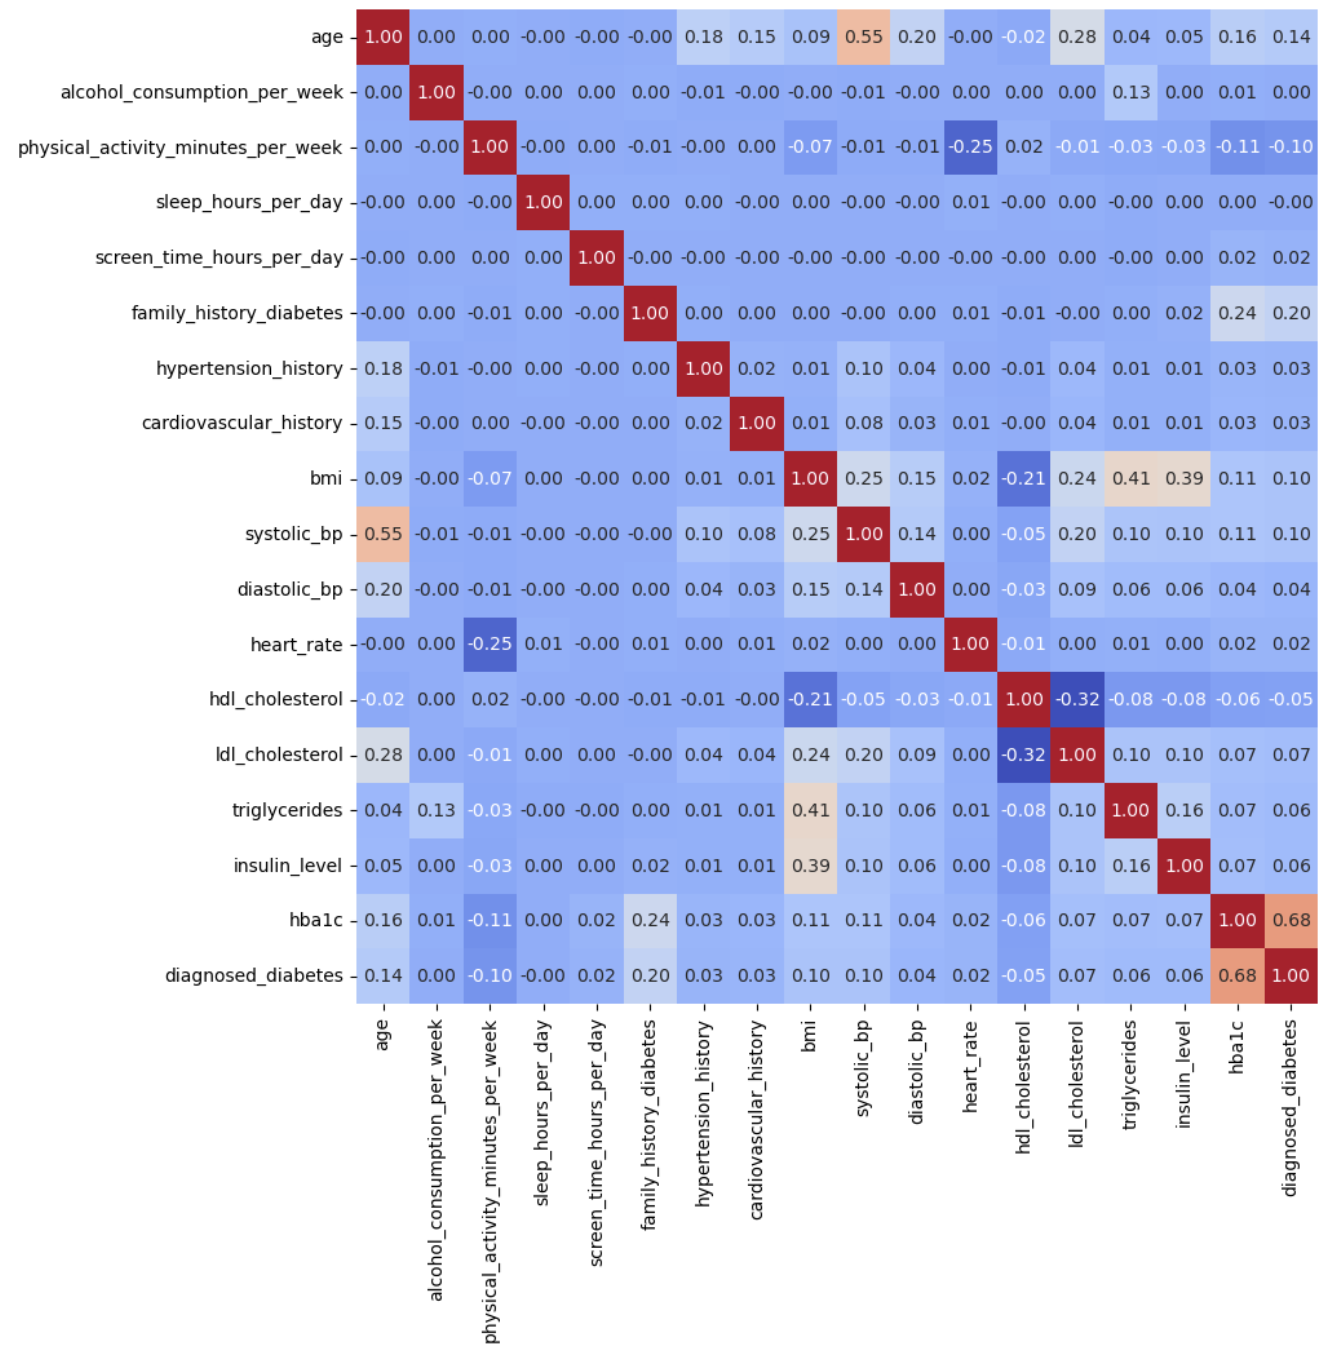 age 1.00 0.00 0.00 -0.00 -0.00 -0.00 0.18 0.15 0.09 0.55 0.20 -0.00 -0.02 0.28 0.04 0.05 0.16 0.14
alcohol_consumption_per_week 0.00 1.00 -0.00 0.00 0.00 0.00 -0.01 -0.00 -0.00 -0.01 -0.00 0.00 0.00 0.00 0.13 0.00 0.01 0.00
physical_activity_minutes_per_week 0.00 -0.00 1.00 -0.00 0.00 -0.01 -0.00 0.00 -0.07 -0.01 -0.01 -0.25 0.02 -0.01 -0.03 -0.03 -0.11 -0.10
sleep_hours_per_day -0.00 0.00 -0.00 1.00 0.00 0.00 0.00 -0.00 0.00 -0.00 -0.00 0.01 -0.00 0.00 -0.00 0.00 0.00 -0.00
screen_time_hours_per_day -0.00 0.00 0.00 0.00 1.00 -0.00 -0.00 -0.00 -0.00 -0.00 -0.00 -0.00 -0.00 0.00 -0.00 0.00 0.02 0.02
family_history_diabetes -0.00 0.00 -0.01 0.00 -0.00 1.00 0.00 0.00 0.00 -0.00 0.00 0.01 -0.01 -0.00 0.00 0.02 0.24 0.20
hypertension_history 0.18 -0.01 -0.00 0.00 -0.00 0.00 1.00 0.02 0.01 0.10 0.04 0.00 -0.01 0.04 0.01 0.01 0.03 0.03
cardiovascular_history 0.15 -0.00 0.00 -0.00 -0.00 0.00 0.02 1.00 0.01 0.08 0.03 0.01 -0.00 0.04 0.01 0.01 0.03 0.03
bmi 0.09 -0.00 -0.07 0.00 -0.00 0.00 0.01 0.01 1.00 0.25 0.15 0.02 -0.21 0.24 0.41 0.39 0.11 0.10
systolic_bp 0.55 -0.01 -0.01 -0.00 -0.00 -0.00 0.10 0.08 0.25 1.00 0.14 0.00 -0.05 0.20 0.10 0.10 0.11 0.10
diastolic_bp 0.20 -0.00 -0.01 -0.00 -0.00 0.00 0.04 0.03 0.15 0.14 1.00 0.00 -0.03 0.09 0.06 0.06 0.04 0.04
heart_rate -0.00 0.00 -0.25 0.01 -0.00 0.01 0.00 0.01 0.02 0.00 0.00 1.00 -0.01 0.00 0.01 0.00 0.02 0.02
hdl_cholesterol -0.02 0.00 0.02 -0.00 -0.00 -0.01 -0.01 -0.00 -0.21 -0.05 -0.03 -0.01 1.00 -0.32 -0.08 -0.08 -0.06 -0.05
ldl_cholesterol 0.28 0.00 -0.01 0.00 0.00 -0.00 0.04 0.04 0.24 0.20 0.09 0.00 -0.32 1.00 0.10 0.10 0.07 0.07
triglycerides 0.04 0.13 -0.03 -0.00 -0.00 0.00 0.01 0.01 0.41 0.10 0.06 0.01 -0.08 0.10 1.00 0.16 0.07 0.06
insulin_level 0.05 0.00 -0.03 0.00 0.00 0.02 0.01 0.01 0.39 0.10 0.06 0.00 -0.08 0.10 0.16 1.00 0.07 0.06
hba1c 0.16 0.01 -0.11 0.00 0.02 0.24 0.03 0.03 0.11 0.11 0.04 0.02 -0.06 0.07 0.07 0.07 1.00 0.68
diagnosed_diabetes 0.14 0.00 -0.10 -0.00 0.02 0.20 0.03 0.03 0.10 0.10 0.04 0.02 -0.05 0.07 0.06 0.06 0.68 1.00
age
alcohol_consumption_per_week
physical_activity_minutes_per_week
sleep_hours_per_day
screen_time_hours_per_day
family_history_diabetes
hypertension_history
cardiovascular_history
bmi
systolic_bp
diastolic_bp
heart_rate
hdl_cholesterol
ldl_cholesterol
triglycerides
insulin_level
hba1c
diagnosed_diabetes